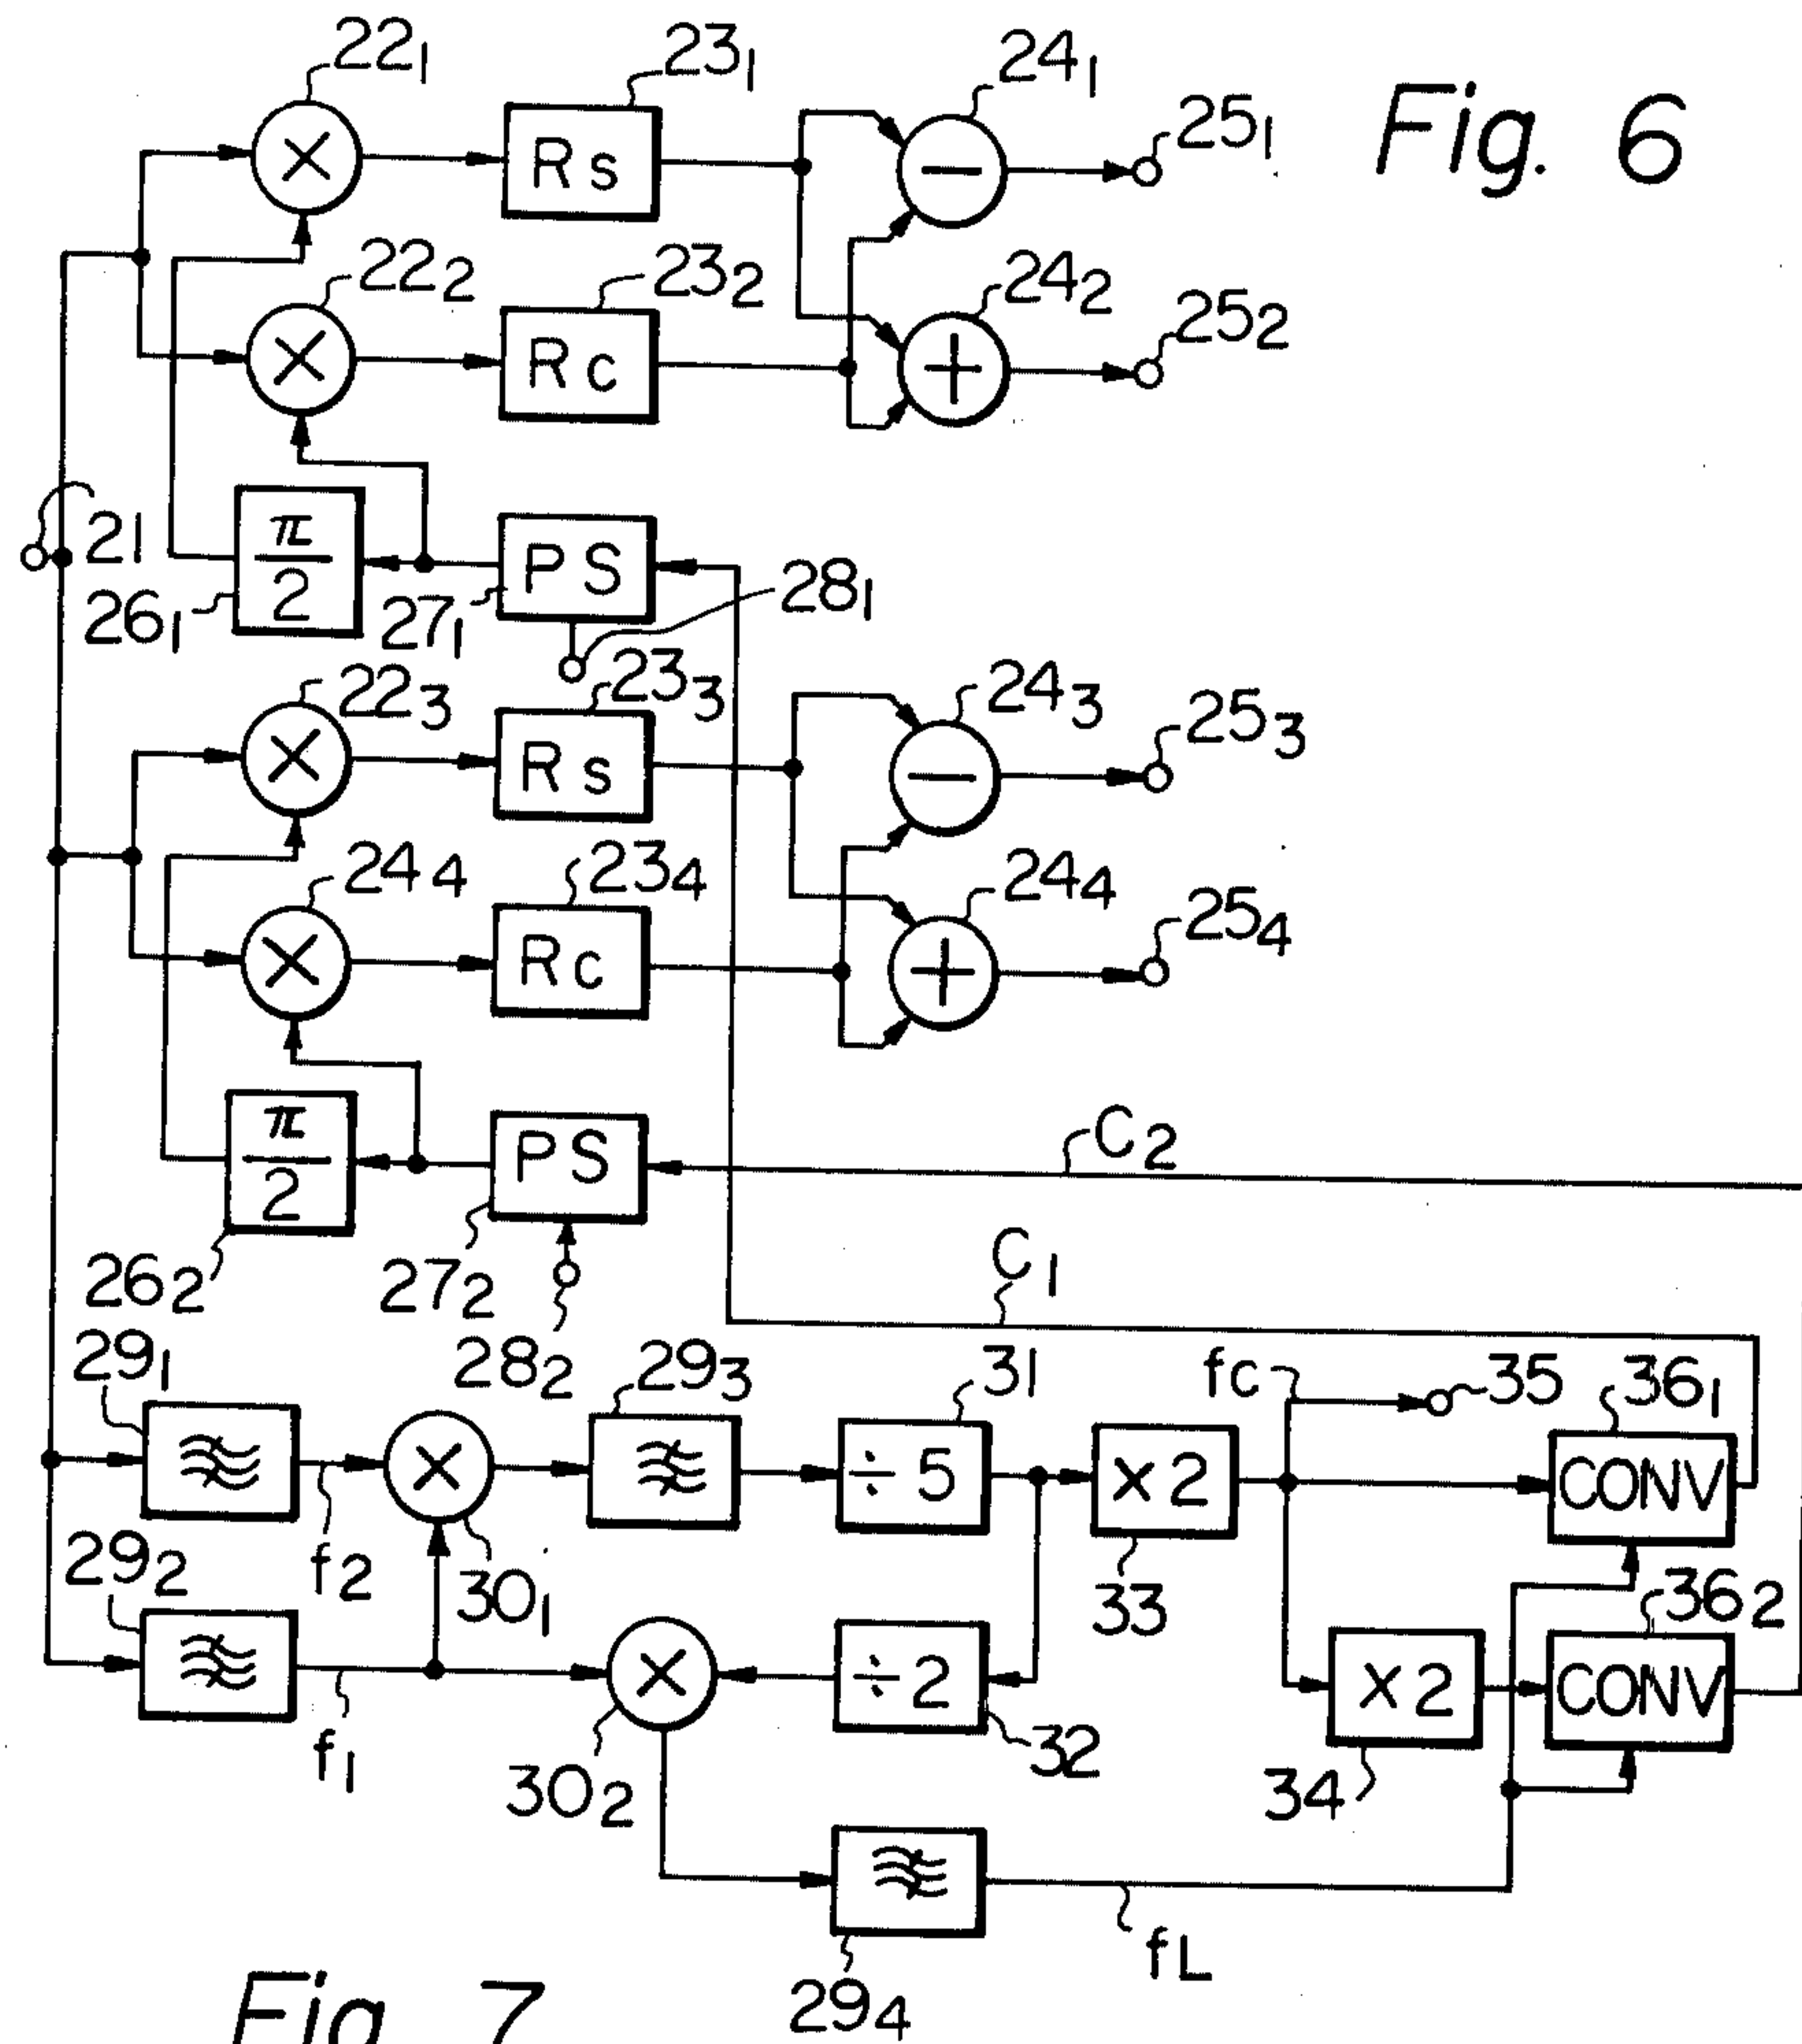 Fig. 6
22₁
23₁
24₁
25₁
×
Rs
−
22₂
23₂
24₂
25₂
×
Rc
+
21
π/2
PS
26₁
27₁
28₁
22₃
23₃
24₃
25₃
×
Rs
−
24₄
23₄
24₄
25₄
×
Rc
+
π/2
PS
C₂
26₂
27₂
28₂
C₁
29₁
29₃
31
fc
35
36₁
×
÷5
×2
CONV
f₂
30₁
33
29₂
36₂
×
÷2
×2
CONV
f₁
30₂
32
34
fL
29₄
Fig. 7